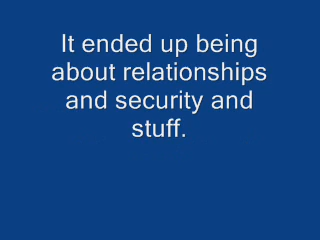 It ended up being
about relationships
and security and
stuff.